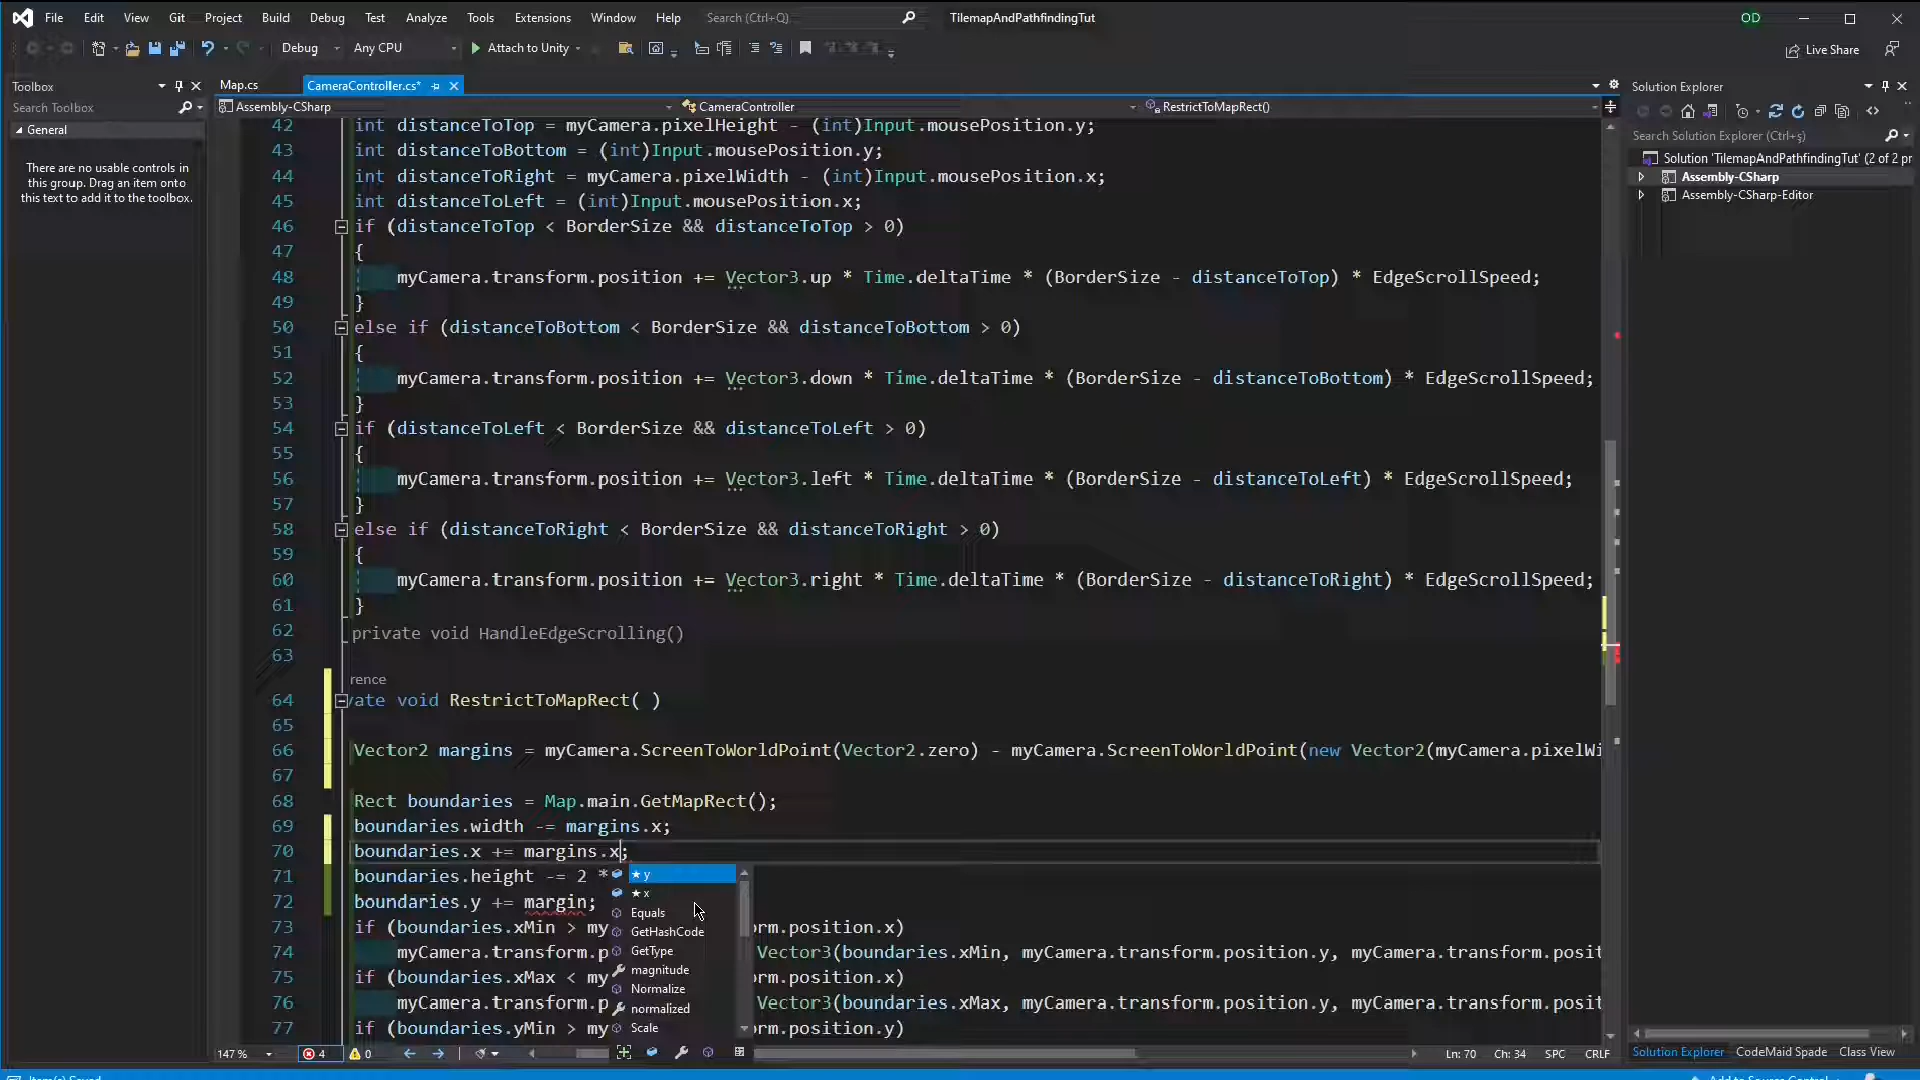 File Edit View Git Project Build Debug Test Analyze Tools Extensions Window Help Search (Ctrl+Q) TilemapAndPathfindingTut OD
Debug Any CPU Attach to Unity Live Share
Toolbox
Search Toolbox
General
There are no usable controls in
this group. Drag an item onto
this text to add it to the toolbox.
Map.cs CameraController.cs*
Assembly-CSharp CameraController RestrictToMapRect()
42 int distanceToTop = myCamera.pixelHeight - (int)Input.mousePosition.y;
43 int distanceToBottom = (int)Input.mousePosition.y;
44 int distanceToRight = myCamera.pixelWidth - (int)Input.mousePosition.x;
45 int distanceToLeft = (int)Input.mousePosition.x;
46 if (distanceToTop < BorderSize && distanceToTop > 0)
47 {
48 myCamera.transform.position += Vector3.up * Time.deltaTime * (BorderSize - distanceToTop) * EdgeScrollSpeed;
49 }
50 else if (distanceToBottom < BorderSize && distanceToBottom > 0)
51 {
52 myCamera.transform.position += Vector3.down * Time.deltaTime * (BorderSize - distanceToBottom) * EdgeScrollSpeed;
53 }
54 if (distanceToLeft < BorderSize && distanceToLeft > 0)
55 {
56 myCamera.transform.position += Vector3.left * Time.deltaTime * (BorderSize - distanceToLeft) * EdgeScrollSpeed;
57 }
58 else if (distanceToRight < BorderSize && distanceToRight > 0)
59 {
60 myCamera.transform.position += Vector3.right * Time.deltaTime * (BorderSize - distanceToRight) * EdgeScrollSpeed;
61 }
62 private void HandleEdgeScrolling()
63
rence
64 vate void RestrictToMapRect( )
65
66 Vector2 margins = myCamera.ScreenToWorldPoint(Vector2.zero) - myCamera.ScreenToWorldPoint(new Vector2(myCamera.pixelWi
67
68 Rect boundaries = Map.main.GetMapRect();
69 boundaries.width -= margins.x;
70 boundaries.x += margins.x;
71 boundaries.height -= 2 *
72 boundaries.y += margin;
73 if (boundaries.xMin > my orm.position.x)
74 myCamera.transform.p Vector3(boundaries.xMin, myCamera.transform.position.y, myCamera.transform.posit
75 if (boundaries.xMax < my orm.position.x)
76 myCamera.transform.p Vector3(boundaries.xMax, myCamera.transform.position.y, myCamera.transform.posit
77 if (boundaries.yMin > my orm.position.y)
★ y
★ x
Equals
GetHashCode
GetType
magnitude
Normalize
normalized
Scale
147 % 4 0 Ln: 70 Ch: 34 SPC CRLF
Solution Explorer
Search Solution Explorer (Ctrl+ş)
Solution 'TilemapAndPathfindingTut' (2 of 2 pr
Assembly-CSharp
Assembly-CSharp-Editor
Solution Explorer CodeMaid Spade Class View
Item(s) Saved Add to Source Control